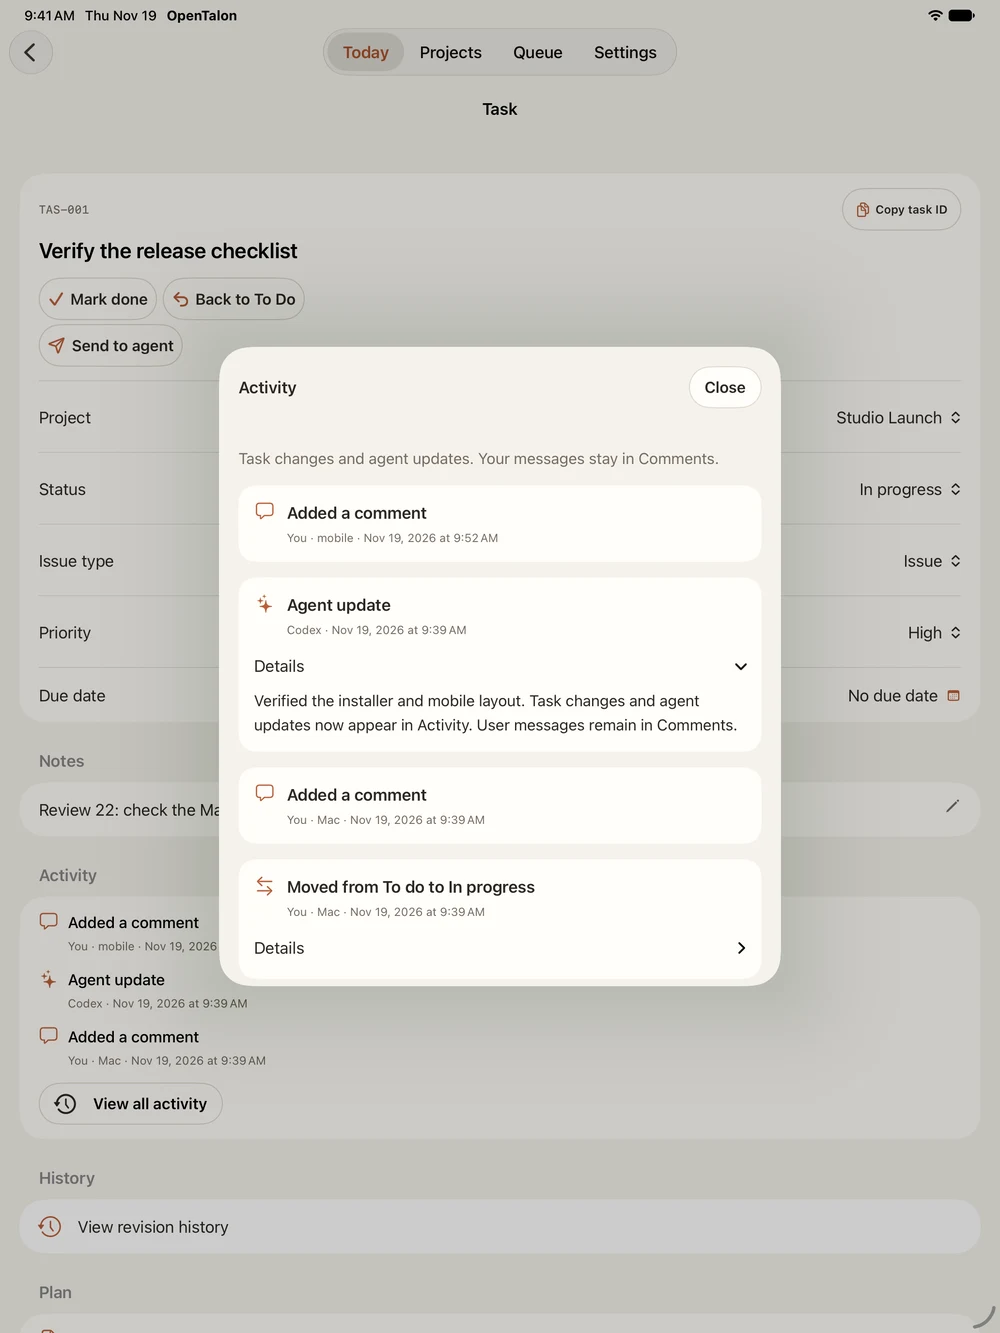 9:41 AM Thu Nov 19 OpenTalon
Today Projects Queue Settings
Task
TAS-001
Copy task ID
Verify the release checklist
Mark done
Back to To Do
Send to agent
Project
Studio Launch
Status
In progress
Issue type
Issue
Priority
High
Due date
No due date
Notes
Review 22: check the Ma
Activity
Added a comment
You · mobile · Nov 19, 2026
Agent update
Codex · Nov 19, 2026 at 9:39 AM
Added a comment
You · Mac · Nov 19, 2026 at 9:39 AM
View all activity
History
View revision history
Plan
Activity
Close
Task changes and agent updates. Your messages stay in Comments.
Added a comment
You · mobile · Nov 19, 2026 at 9:52 AM
Agent update
Codex · Nov 19, 2026 at 9:39 AM
Details
Verified the installer and mobile layout. Task changes and agent
updates now appear in Activity. User messages remain in Comments.
Added a comment
You · Mac · Nov 19, 2026 at 9:39 AM
Moved from To do to In progress
You · Mac · Nov 19, 2026 at 9:39 AM
Details